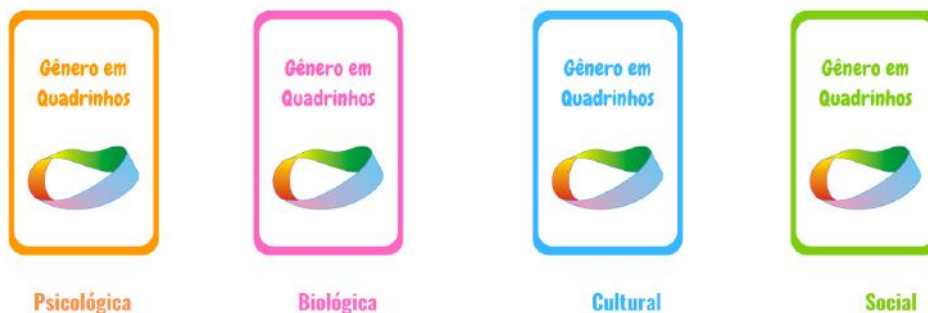 Gênero em
Quadrinhos
Gênero em
Quadrinhos
Gênero em
Quadrinhos
Gênero em
Quadrinhos
Psicológica
Biológica
Cultural
Social